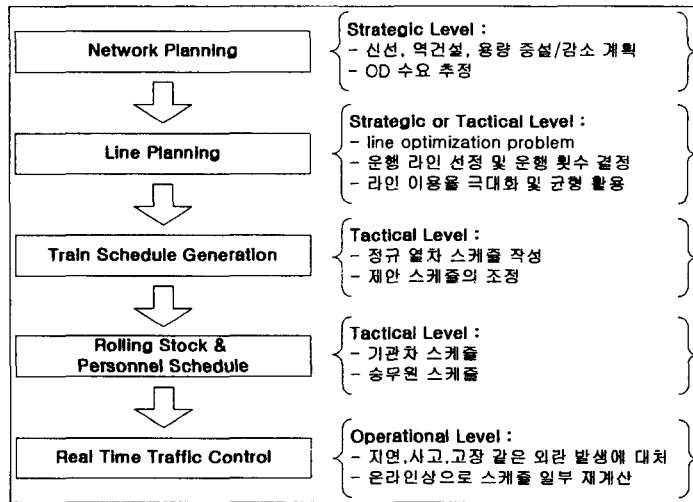 Network Planning
Strategic Level :
- 신선, 역건설, 용량 증설/감소 계획
- OD 수요 추정
Line Planning
Strategic or Tactical Level :
- line optimization problem
- 운행 라인 선정 및 운행 횟수 결정
- 라인 이용율 극대화 및 균형 활용
Train Schedule Generation
Tactical Level :
- 정규 열차 스케쥴 작성
- 제안 스케쥴의 조정
Rolling Stock &
Personnel Schedule
Tactical Level :
- 기관차 스케쥴
- 승무원 스케쥴
Real Time Traffic Control
Operational Level :
- 지연,사고,고장 같은 외란 발생에 대처
- 온라인상으로 스케쥴 일부 재계산